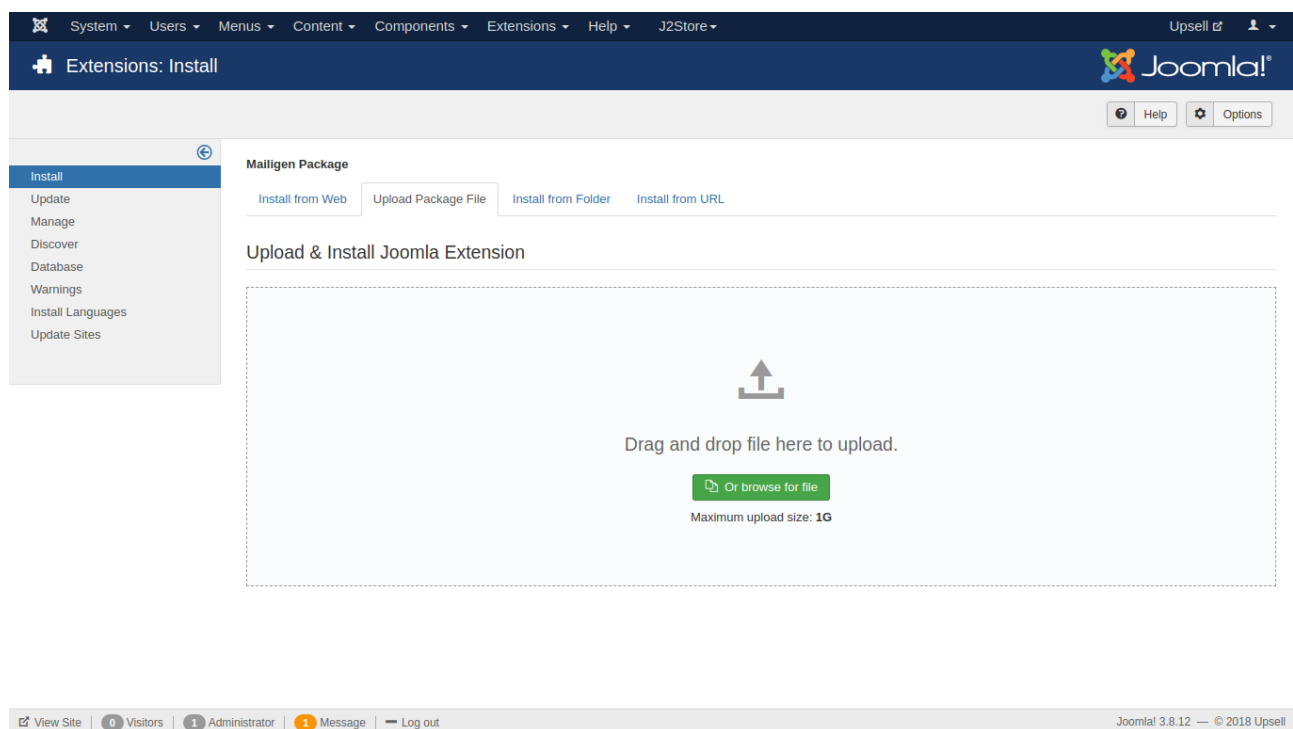 System Users Menus Content Components Extensions Help J2Store Upsell
Extensions: Install Joomla!®
Help Options
Install
Update
Manage
Discover
Database
Warnings
Install Languages
Update Sites
Mailigen Package
Install from Web Upload Package File Install from Folder Install from URL
Upload & Install Joomla Extension
Drag and drop file here to upload.
Or browse for file
Maximum upload size: 1G
View Site 0 Visitors 1 Administrator 1 Message Log out Joomla! 3.8.12 — © 2018 Upsell